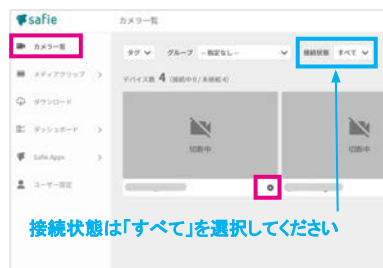 safie
カメラ一覧
カメラ一覧
タグ グループ -指定なし- 接続状態 すべて
メディアクリップ
デバイス数 4 (接続中 0 / 未接続 4)
ダウンロード
ダッシュボード
切断中
切断中
Safie Apps
ユーザー設定
接続状態は「すべて」を選択してください